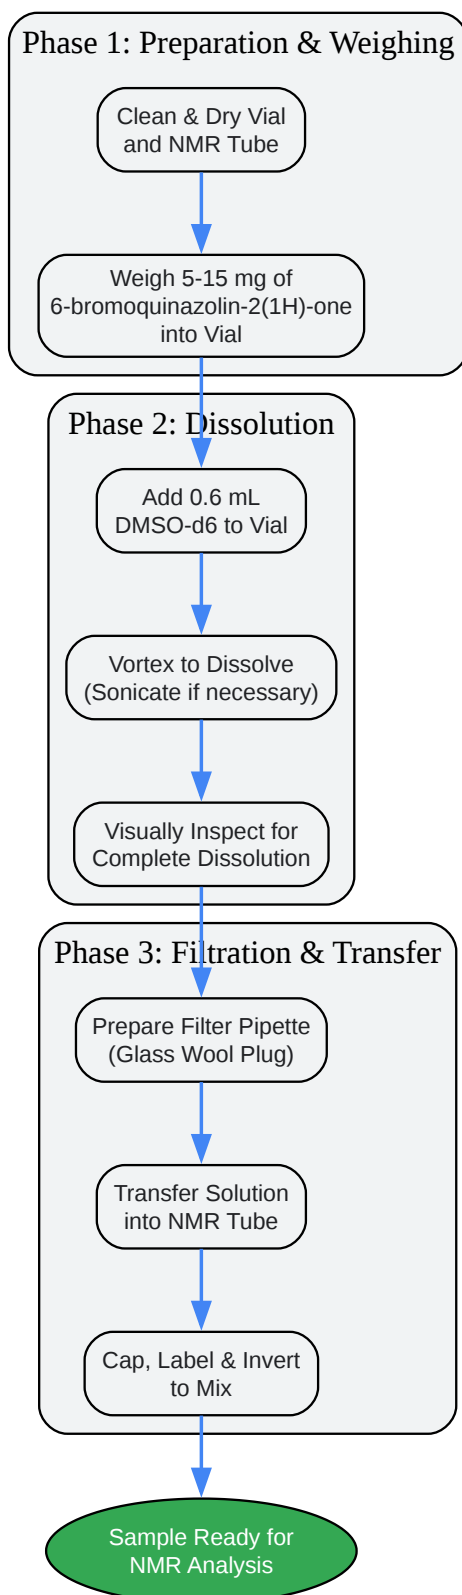 Phase 1: Preparation & Weighing
Clean & Dry Vial
and NMR Tube
Weigh 5-15 mg of
6-bromoquinazolin-2(1H)-one
into Vial
Phase 2: Dissolution
Add 0.6 mL
DMSO-d6 to Vial
Vortex to Dissolve
(Sonicate if necessary)
Visually Inspect for
Complete Dissolution
Phase 3: Filtration & Transfer
Prepare Filter Pipette
(Glass Wool Plug)
Transfer Solution
into NMR Tube
Cap, Label & Invert
to Mix
Sample Ready for
NMR Analysis